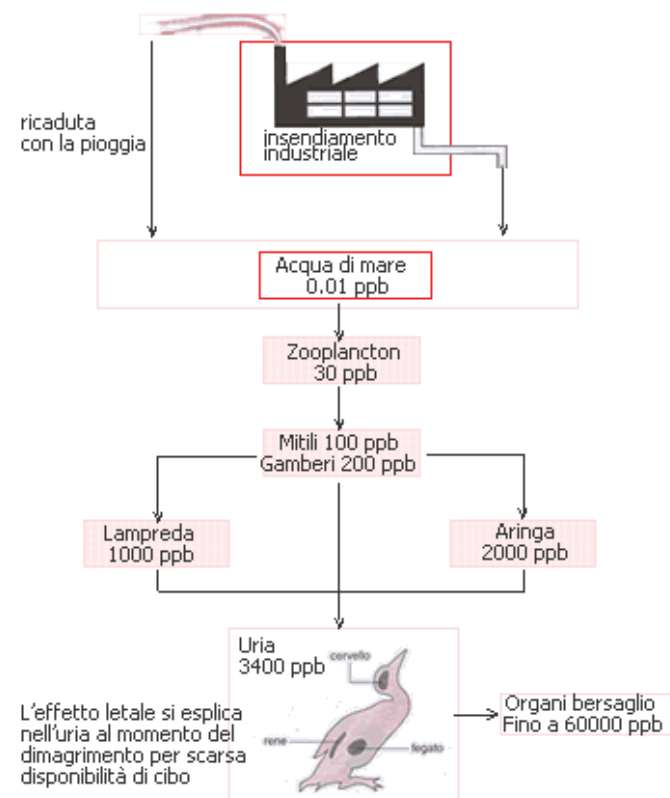 ricaduta
con la pioggia
insendiamento
industriale
Acqua di mare
0.01 ppb
Zooplancton
30 ppb
Mitili 100 ppb
Gamberi 200 ppb
Lampreda
1000 ppb
Aringa
2000 ppb
Uria
3400 ppb
cervello
rene
fegato
Organi bersaglio
Fino a 60000 ppb
L'effetto letale si esplica
nell'uria al momento del
dimagrimento per scarsa
disponibilità di cibo